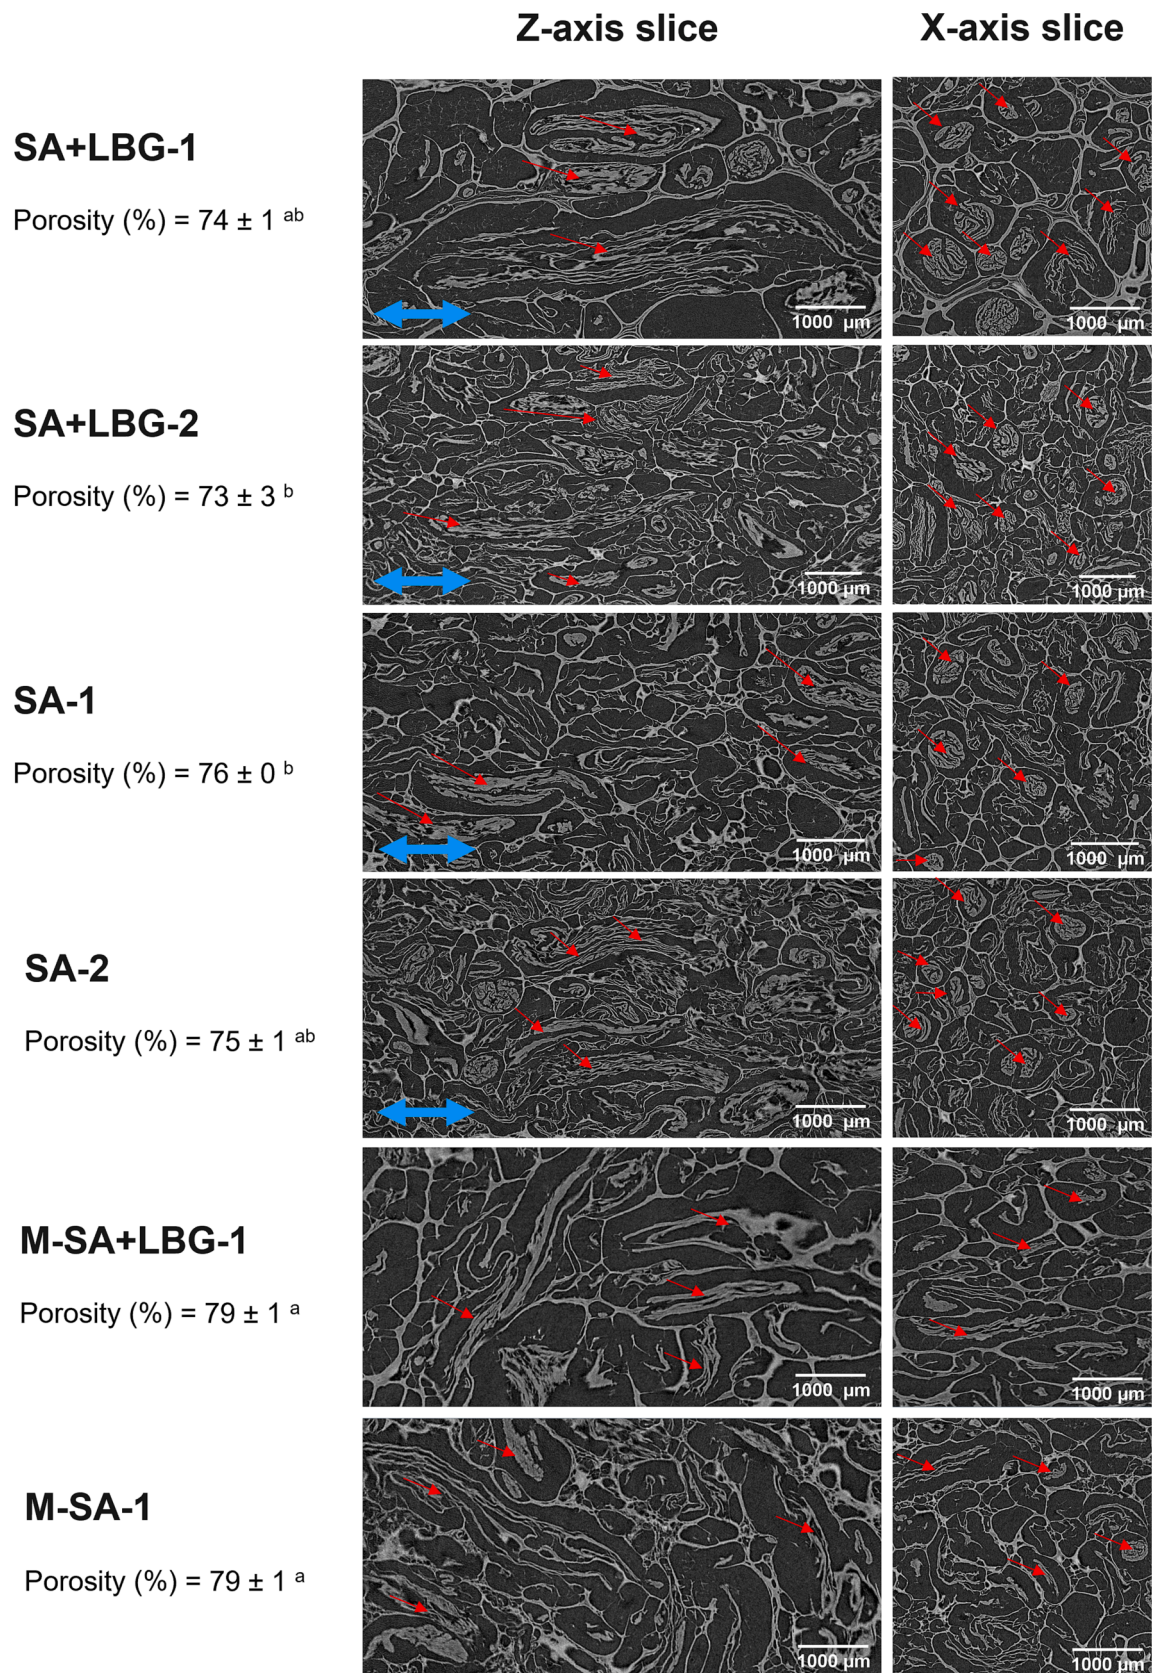 Z-axis slice
X-axis slice
SA+LBG-1
Porosity (%) = 74 ± 1 ab
1000 µm
1000 µm
SA+LBG-2
Porosity (%) = 73 ± 3 b
1000 µm
1000 µm
SA-1
Porosity (%) = 76 ± 0 b
1000 µm
1000 µm
SA-2
Porosity (%) = 75 ± 1 ab
1000 µm
1000 µm
M-SA+LBG-1
Porosity (%) = 79 ± 1 a
1000 µm
1000 µm
M-SA-1
Porosity (%) = 79 ± 1 a
1000 µm
1000 µm